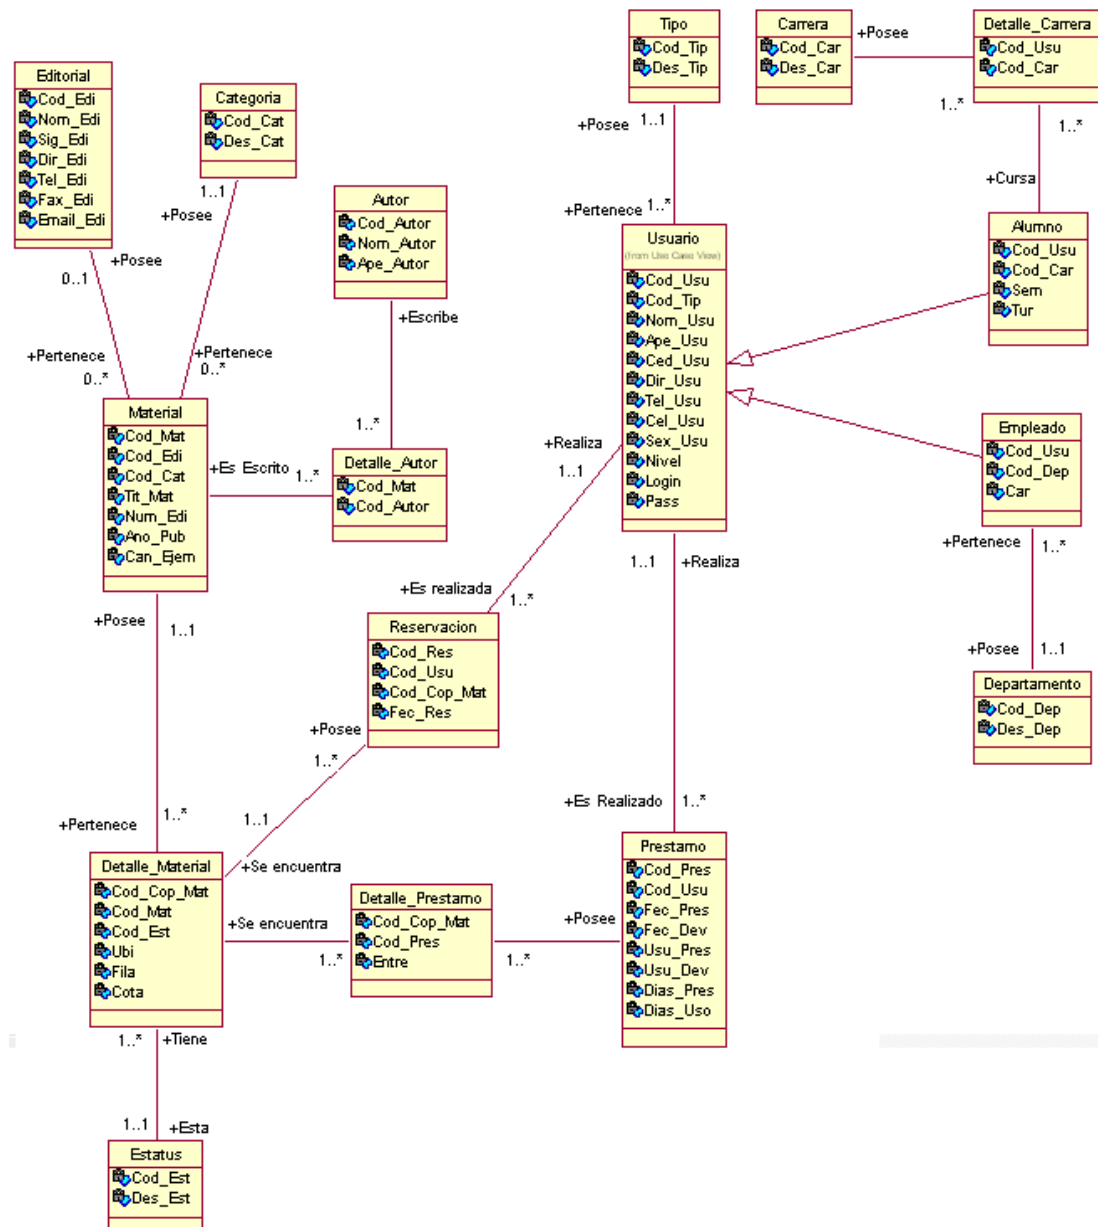 Tipo
Cod_Tip
Des_Tip
Carrera
Cod_Car
Des_Car
+Posee
Detalle_Carrera
Cod_Usu
Cod_Car
1..*
1..*
+Cursa
Editorial
Cod_Edi
Nom_Edi
Sig_Edi
Dir_Edi
Tel_Edi
Fax_Edi
Email_Edi
Categoria
Cod_Cat
Des_Cat
1..1
+Posee
+Posee
0..1
+Pertenece
0..*
+Pertenece
0..*
Autor
Cod_Autor
Nom_Autor
Ape_Autor
+Escribe
1..*
+Posee
1..1
+Pertenece
1..*
Usuario
(from Use Case View)
Cod_Usu
Cod_Tip
Nom_Usu
Ape_Usu
Ced_Usu
Dir_Usu
Tel_Usu
Cel_Usu
Sex_Usu
Nivel
Login
Pass
Alumno
Cod_Usu
Cod_Car
Sem
Tur
Empleado
Cod_Usu
Cod_Dep
Car
+Pertenece
1..*
+Posee
1..1
Departamento
Cod_Dep
Des_Dep
Material
Cod_Mat
Cod_Edi
Cod_Cat
Tit_Mat
Num_Edi
Ano_Pub
Can_Ejem
+Es Escrito
1..*
Detalle_Autor
Cod_Mat
Cod_Autor
+Realiza
1..1
+Es realizada
1..*
1..1
+Realiza
+Posee
1..1
Reservacion
Cod_Res
Cod_Usu
Cod_Cop_Mat
Fec_Res
+Posee
1..*
1..1
+Se encuentra
+Es Realizado
1..*
1..*
+Pertenece
Detalle_Material
Cod_Cop_Mat
Cod_Mat
Cod_Est
Ubi
Fila
Cota
+Se encuentra
1..*
Detalle_Prestamo
Cod_Cop_Mat
Cod_Pres
Entre
+Posee
1..*
Prestamo
Cod_Pres
Cod_Usu
Fec_Pres
Fec_Dev
Usu_Pres
Usu_Dev
Dias_Pres
Dias_Uso
1..*
+Tiene
1..1
+Esta
Estatus
Cod_Est
Des_Est